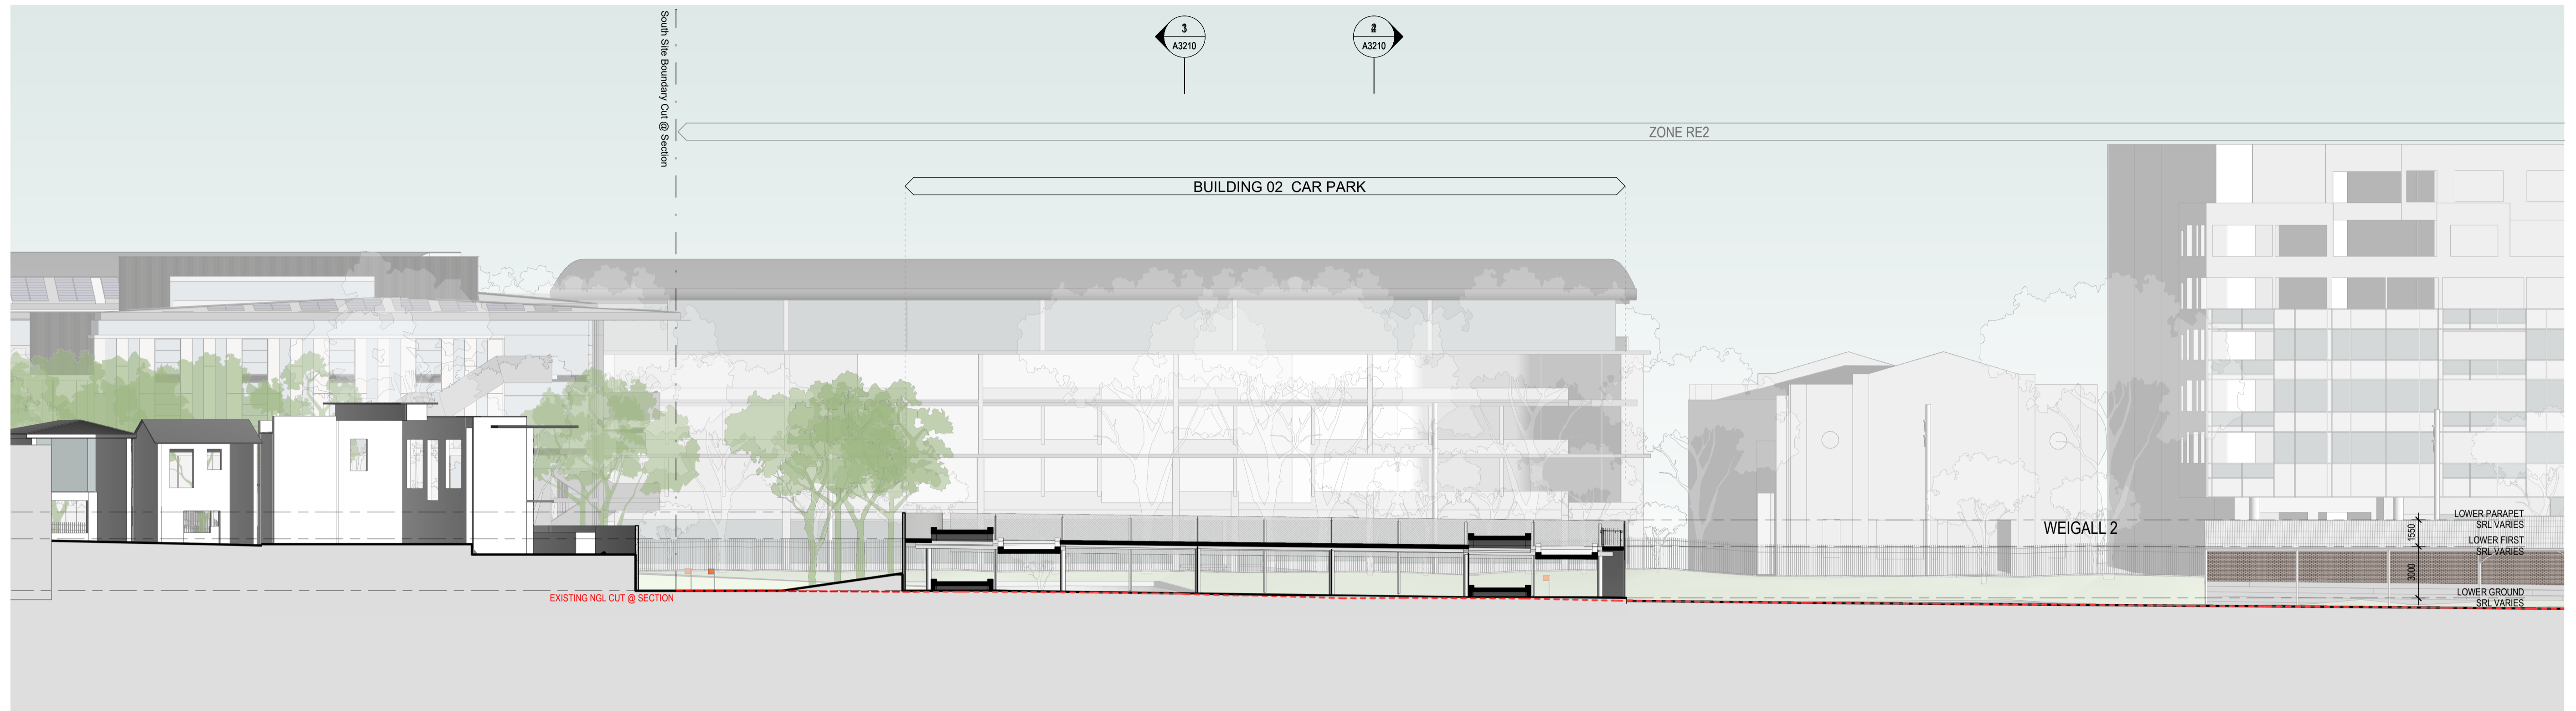 South Site Boundary Cut @ Section
3
A3210
A3210
ZONE RE2
BUILDING 02 CAR PARK
WEIGALL 2
LOWER PARAPET
SRL VARIES
1550
LOWER FIRST
SRL VARIES
3000
LOWER GROUND
SRL VARIES
EXISTING NGL CUT @ SECTION